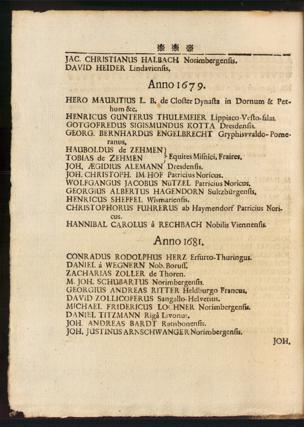 ❋ ❋ ❋
JAC. CHRISTIANUS HALBACH Norimbergensis.
DAVID HEIDER Lindaviensis.
Anno 1679.
HERO MAURITIUS L. B. de Closter Dynasta in Dornum & Pet-
hum &c.
HENRICUS GUNTERUS THULEMEIER Lippiaco-Vesto-falus.
GOTGOFREDUS SIGISMUNDUS KOTTA Dresdensis.
GEORG. BERNHARDUS ENGELBRECHT Gryphisvvaldo-Pome-
ranus,
HAUBOLDUS de ZEHMEN
TOBIAS de ZEHMEN } Equites Misnici, Fratres,
JOH. ÆGIDIUS ALEMANN Dresdensis.
JOH. CHRISTOPH. IM HOF Patricius Noricus.
WOLFGANGUS JACOBUS NüTZEL Patricius Noricus.
GEORGIUS ALBERTUS HAGENDORN Sultzbürgensis,
HENRICUS SHEFFEL Wismariensis.
CHRISTOPHORUS FUHRERUS ab Haymendorf Patricius Nori-
cus.
HANNIBAL CAROLUS à RECHBACH Nobilis Viennensis.
Anno 1681.
CONRADUS RODOLPHUS HERZ Erfurto-Thuringus.
DANIEL à WEGNERN Nob. Boruss.
ZACHARIAS ZOLLER de Thoren.
M. JOH. SCHUBARTUS Norimbergensis.
GEORGIUS ANDREAS RITTER Heldburgo Francus,
DAVID ZOLLICOFERUS Sangallo-Helvetus.
MICHAEL FRIDERICUS LOCHNER Norimbergensis.
DANIEL TITZMANN Rigâ Livonus.
JOH. ANDREAS BARDT Ratisbonensis.
JOH. JUSTINUS ARNSCHWANGER Norimbergensis.
JOH.